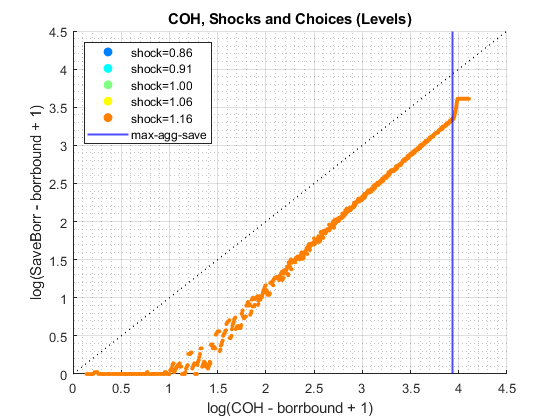 COH, Shocks and Choices (Levels)
4.5
4
3.5
3
2.5
2
1.5
1
0.5
0
log(SaveBorr - borrbound + 1)
shock=0.86
shock=0.91
shock=1.00
shock=1.06
shock=1.16
max-agg-save
0 0.5 1 1.5 2 2.5 3 3.5 4 4.5
log(COH - borrbound + 1)